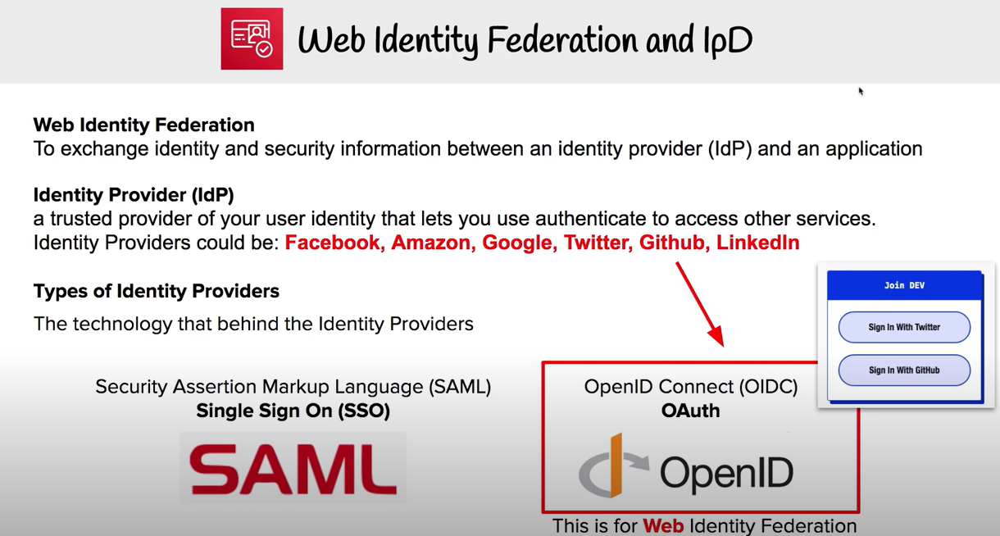 Web Identity Federation and IpD
Web Identity Federation
To exchange identity and security information between an identity provider (IdP) and an application
Identity Provider (IdP)
a trusted provider of your user identity that lets you use authenticate to access other services.
Identity Providers could be: Facebook, Amazon, Google, Twitter, Github, LinkedIn
Types of Identity Providers
The technology that behind the Identity Providers
Join DEV
Sign In With Twitter
Sign In With GitHub
Security Assertion Markup Language (SAML)
Single Sign On (SSO)
SAML
OpenID Connect (OIDC)
OAuth
OpenID
This is for Web Identity Federation